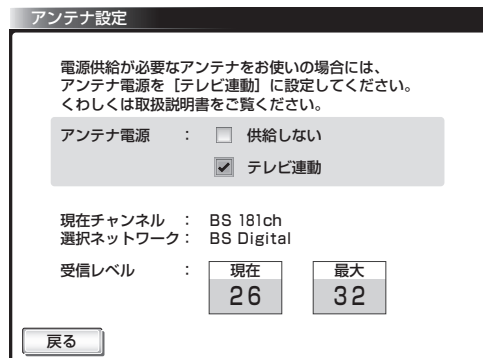 アンテナ設定
電源供給が必要なアンテナをお使いの場合には、
アンテナ電源を［テレビ連動］に設定してください。
くわしくは取扱説明書をご覧ください。
アンテナ電源 ： 供給しない
テレビ連動
現在チャンネル ： BS 181ch
選択ネットワーク： BS Digital
受信レベル ： 現在 最大
26 32
戻る